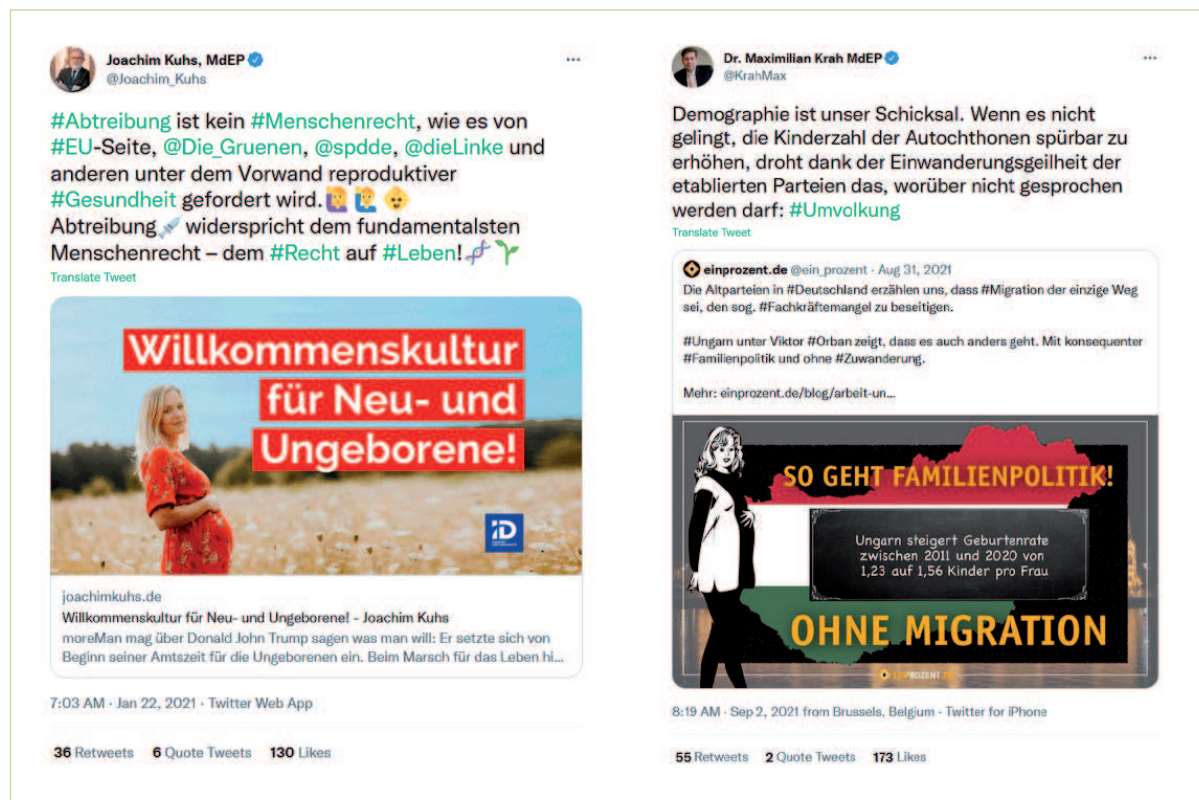 Joachim Kuhs, MdEP
@Joachim_Kuhs
#Abtreibung ist kein #Menschenrecht, wie es von
#EU-Seite, @Die_Gruenen, @spdde, @dieLinke und
anderen unter dem Vorwand reproduktiver
#Gesundheit gefordert wird.🙋‍♀️🙋‍♂️👶
Abtreibung💉 widerspricht dem fundamentalsten
Menschenrecht – dem #Recht auf #Leben!🧬🌱
Translate Tweet
Willkommenskultur
für Neu- und
Ungeborene!
iD
joachimkuhs.de
Willkommenskultur für Neu- und Ungeborene! - Joachim Kuhs
moreMan mag über Donald John Trump sagen was man will: Er setzte sich von
Beginn seiner Amtszeit für die Ungeborenen ein. Beim Marsch für das Leben hi...
7:03 AM · Jan 22, 2021 · Twitter Web App
36 Retweets 6 Quote Tweets 130 Likes
Dr. Maximilian Krah MdEP
@KrahMax
Demographie ist unser Schicksal. Wenn es nicht
gelingt, die Kinderzahl der Autochthonen spürbar zu
erhöhen, droht dank der Einwanderungsgeilheit der
etablierten Parteien das, worüber nicht gesprochen
werden darf: #Umvolkung
Translate Tweet
einprozent.de @ein_prozent · Aug 31, 2021
Die Altparteien in #Deutschland erzählen uns, dass #Migration der einzige Weg
sei, den sog. #Fachkräftemangel zu beseitigen.
#Ungarn unter Viktor #Orban zeigt, dass es auch anders geht. Mit konsequenter
#Familienpolitik und ohne #Zuwanderung.
Mehr: einprozent.de/blog/arbeit-un...
SO GEHT FAMILIENPOLITIK!
Ungarn steigert Geburtenrate
zwischen 2011 und 2020 von
1,23 auf 1,56 Kinder pro Frau
OHNE MIGRATION
EINPROZENT.DE
8:19 AM · Sep 2, 2021 from Brussels, Belgium · Twitter for iPhone
55 Retweets 2 Quote Tweets 173 Likes